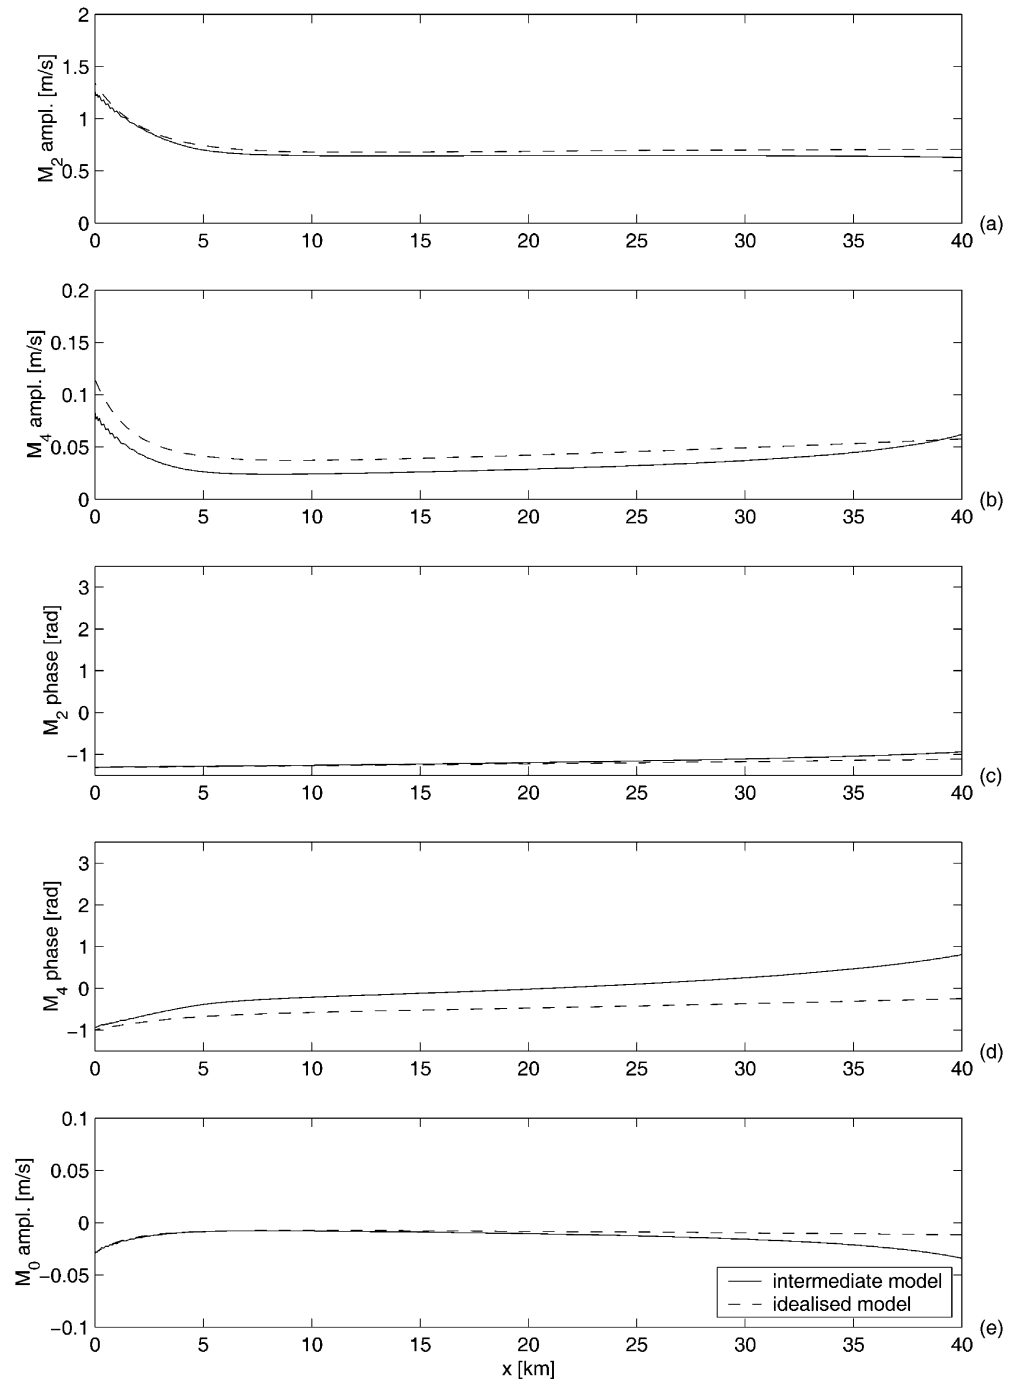 2
1.5
1
0.5
0
M2 ampl. [m/s]
0 5 10 15 20 25 30 35 40
(a)
0.2
0.15
0.1
0.05
0
M4 ampl. [m/s]
0 5 10 15 20 25 30 35 40
(b)
3
2
1
0
−1
M2 phase [rad]
0 5 10 15 20 25 30 35 40
(c)
3
2
1
0
−1
M4 phase [rad]
0 5 10 15 20 25 30 35 40
(d)
0.1
0.05
0
−0.05
−0.1
M0 ampl. [m/s]
intermediate model
idealised model
0 5 10 15 20 25 30 35 40
(e)
x [km]